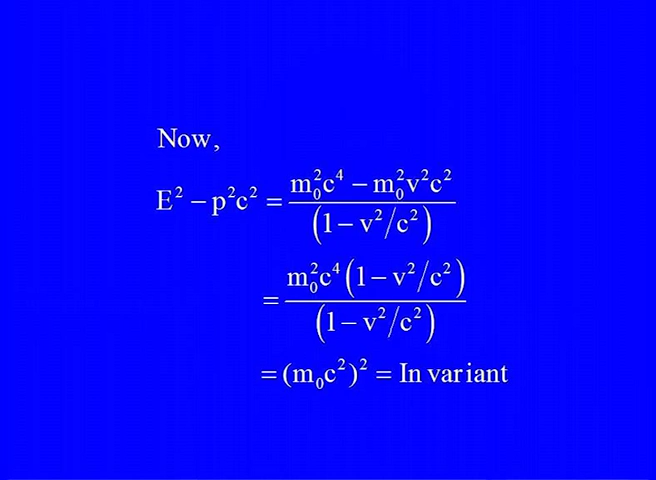 Now,
E² − p²c² = (m₀²c⁴ − m₀²v²c²) / (1 − v²/c²)
= m₀²c⁴(1 − v²/c²) / (1 − v²/c²)
= (m₀c²)² = In variant